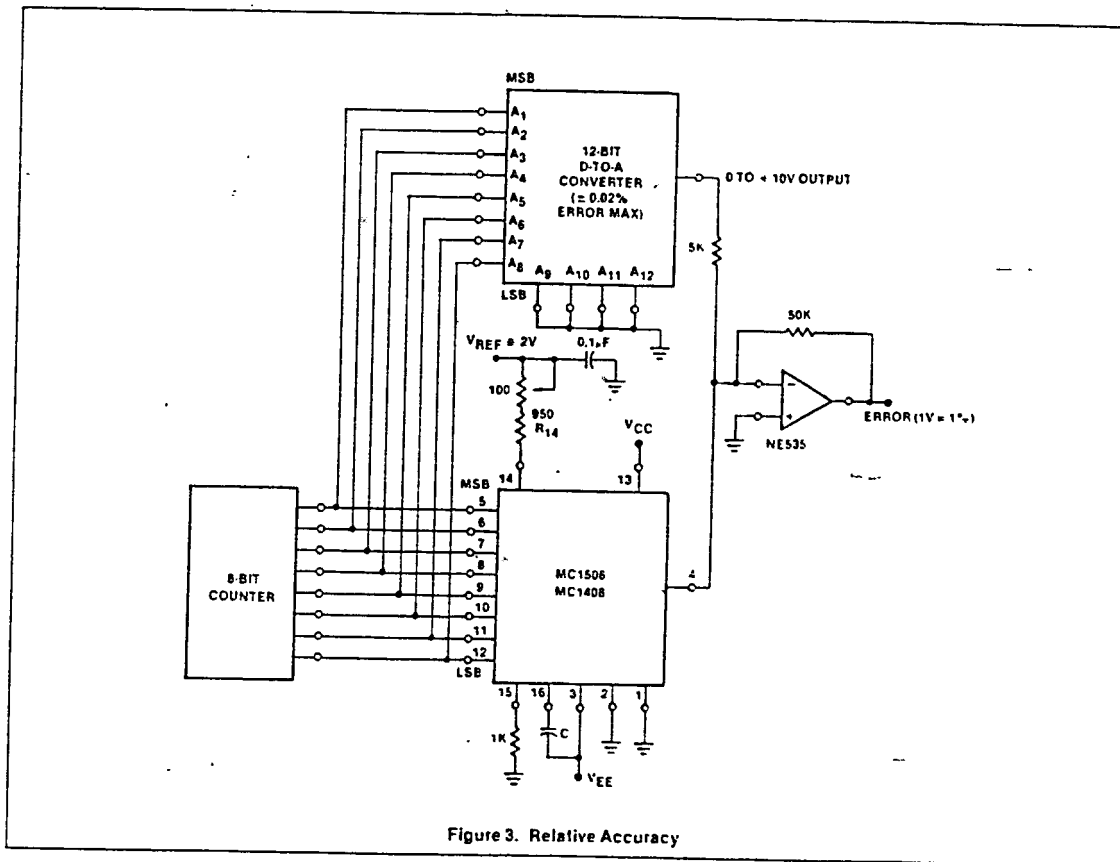 MSB
A1
A2
A3
A4
A5
A6
A7
A8
12-BIT
D-TO-A
CONVERTER
(± 0.02%
ERROR MAX)
A9 A10 A11 A12
LSB
0 TO + 10V OUTPUT
5K
50K
VREF = 2V
0.1µF
100
950
R14
VCC
NE535
ERROR (1V = 1%)
14
13
MSB
5
6
7
8
9
10
11
12
LSB
8-BIT
COUNTER
MC1506
MC1408
4
15 16 3 2 1
1K
C
VEE
Figure 3. Relative Accuracy